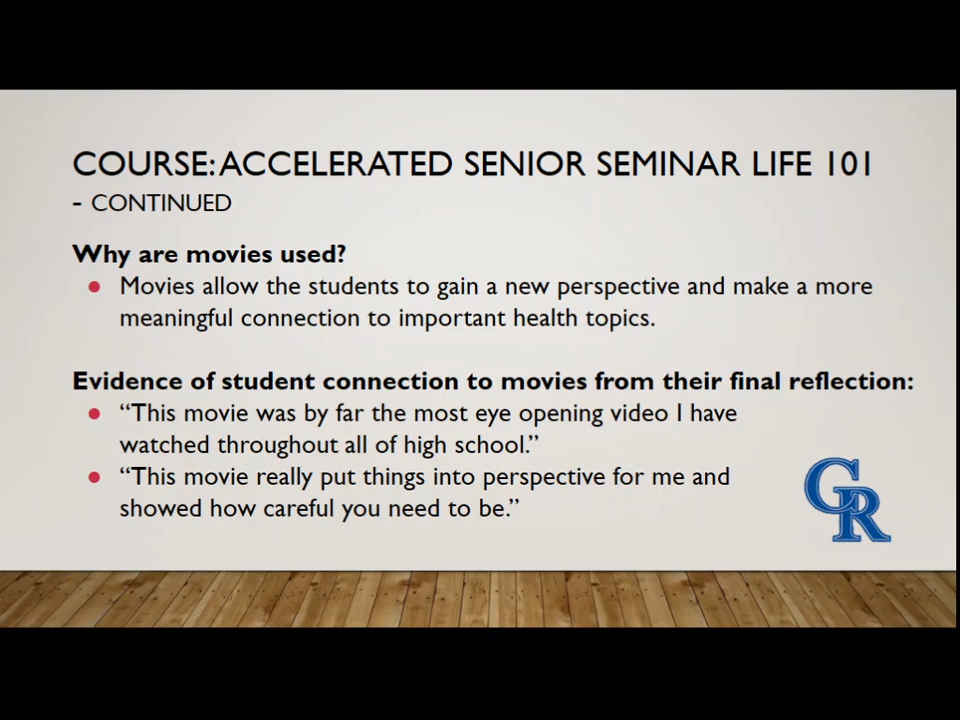 COURSE: ACCELERATED SENIOR SEMINAR LIFE 101
- CONTINUED
Why are movies used?
● Movies allow the students to gain a new perspective and make a more
meaningful connection to important health topics.
Evidence of student connection to movies from their final reflection:
● “This movie was by far the most eye opening video I have
watched throughout all of high school.”
● “This movie really put things into perspective for me and
showed how careful you need to be.”
GR